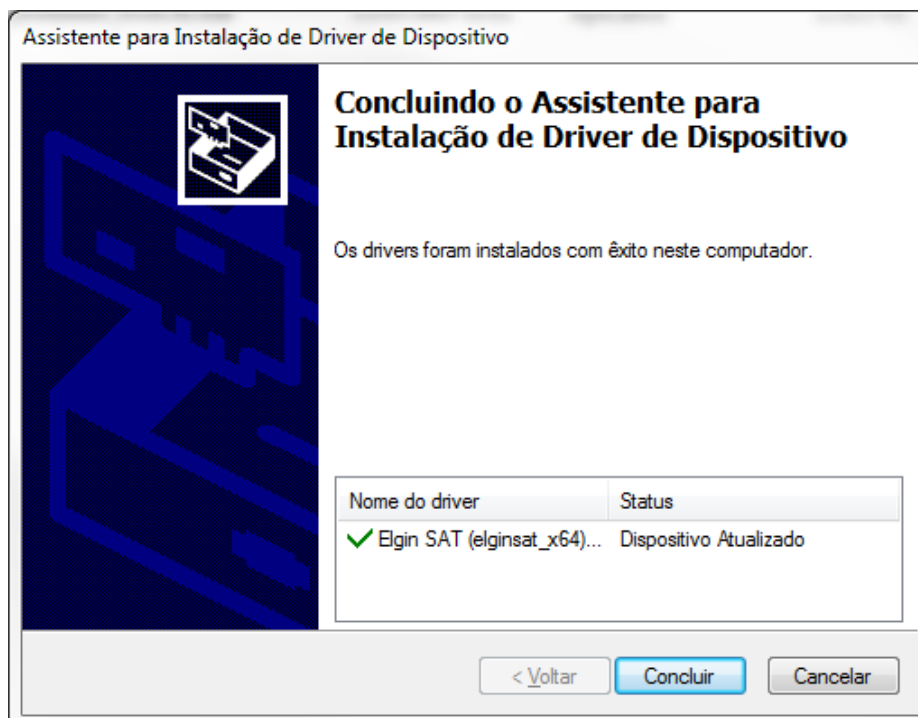 Assistente para Instalação de Driver de Dispositivo
Concluindo o Assistente para
Instalação de Driver de Dispositivo
Os drivers foram instalados com êxito neste computador.
Nome do driver Status
Elgin SAT (elginsat_x64)... Dispositivo Atualizado
< Voltar Concluir Cancelar